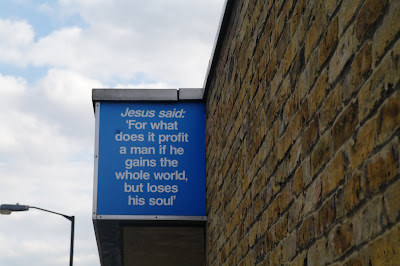 Jesus said:
'For what
does it profit
a man if he
gains the
whole world,
but loses
his soul'